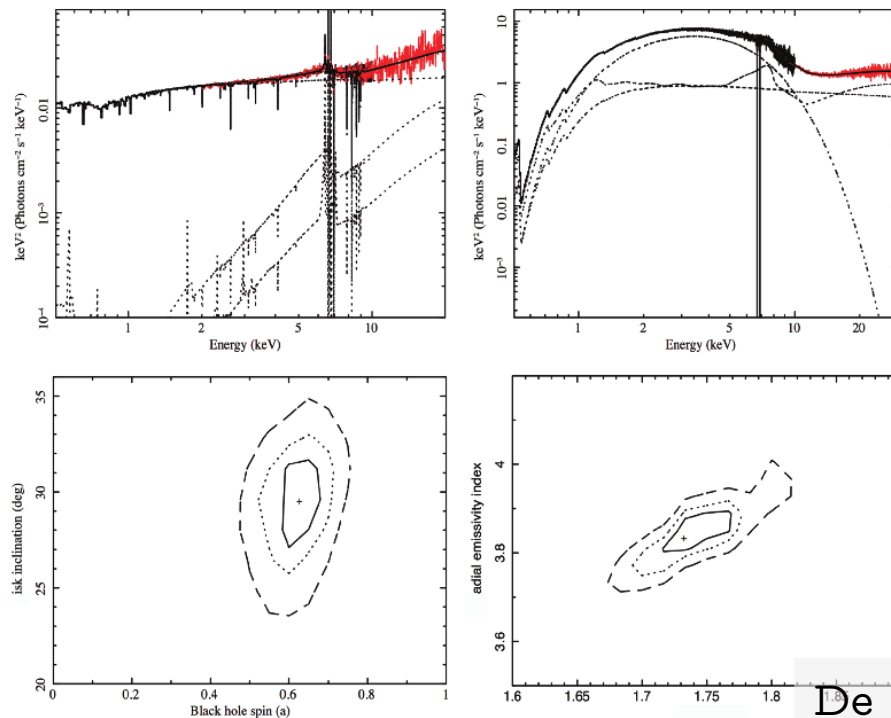 keV² (Photons cm⁻² s⁻¹ keV⁻¹)
0.01
10⁻³
10⁻⁴
1 2 5 10
Energy (keV)
keV² (Photons cm⁻² s⁻¹ keV⁻¹)
10
1
0.1
0.01
10⁻³
1 2 5 10 20
Energy (keV)
isk inclination (deg)
35
30
25
20
0 0.2 0.4 0.6 0.8 1
Black hole spin (a)
adial emissivity index
4
3.8
3.6
1.6 1.65 1.7 1.75 1.8 1.85
De